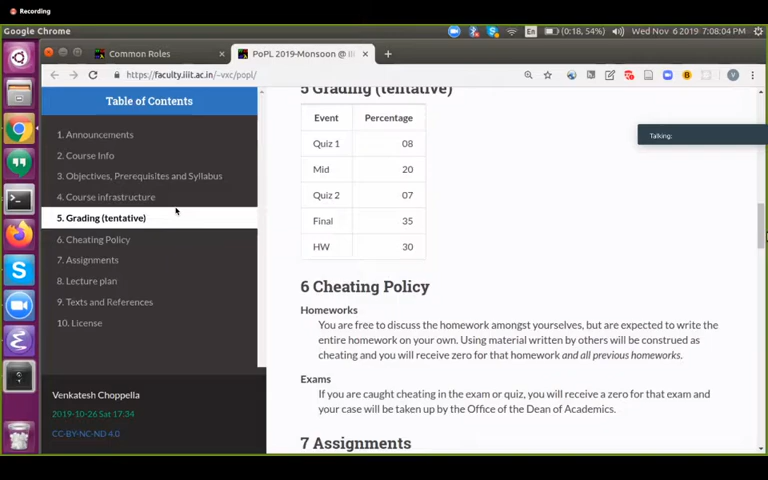 Recording
Google Chrome
En
(0:18, 54%)
Wed Nov 6 2019 7:08:04 PM
Common Roles
PoPL 2019-Monsoon @ II
https://faculty.iiit.ac.in/~vxc/popl/
Table of Contents
1. Announcements
2. Course Info
3. Objectives, Prerequisites and Syllabus
4. Course infrastructure
5. Grading (tentative)
6. Cheating Policy
7. Assignments
8. Lecture plan
9. Texts and References
10. License
Venkatesh Choppella
2019-10-26 Sat 17:34
CC-BY-NC-ND 4.0
5 Grading (tentative)
Event Percentage
Quiz 1 08
Mid 20
Quiz 2 07
Final 35
HW 30
Talking:
6 Cheating Policy
Homeworks
You are free to discuss the homework amongst yourselves, but are expected to write the
entire homework on your own. Using material written by others will be construed as
cheating and you will receive zero for that homework and all previous homeworks.
Exams
If you are caught cheating in the exam or quiz, you will receive a zero for that exam and
your case will be taken up by the Office of the Dean of Academics.
7 Assignments